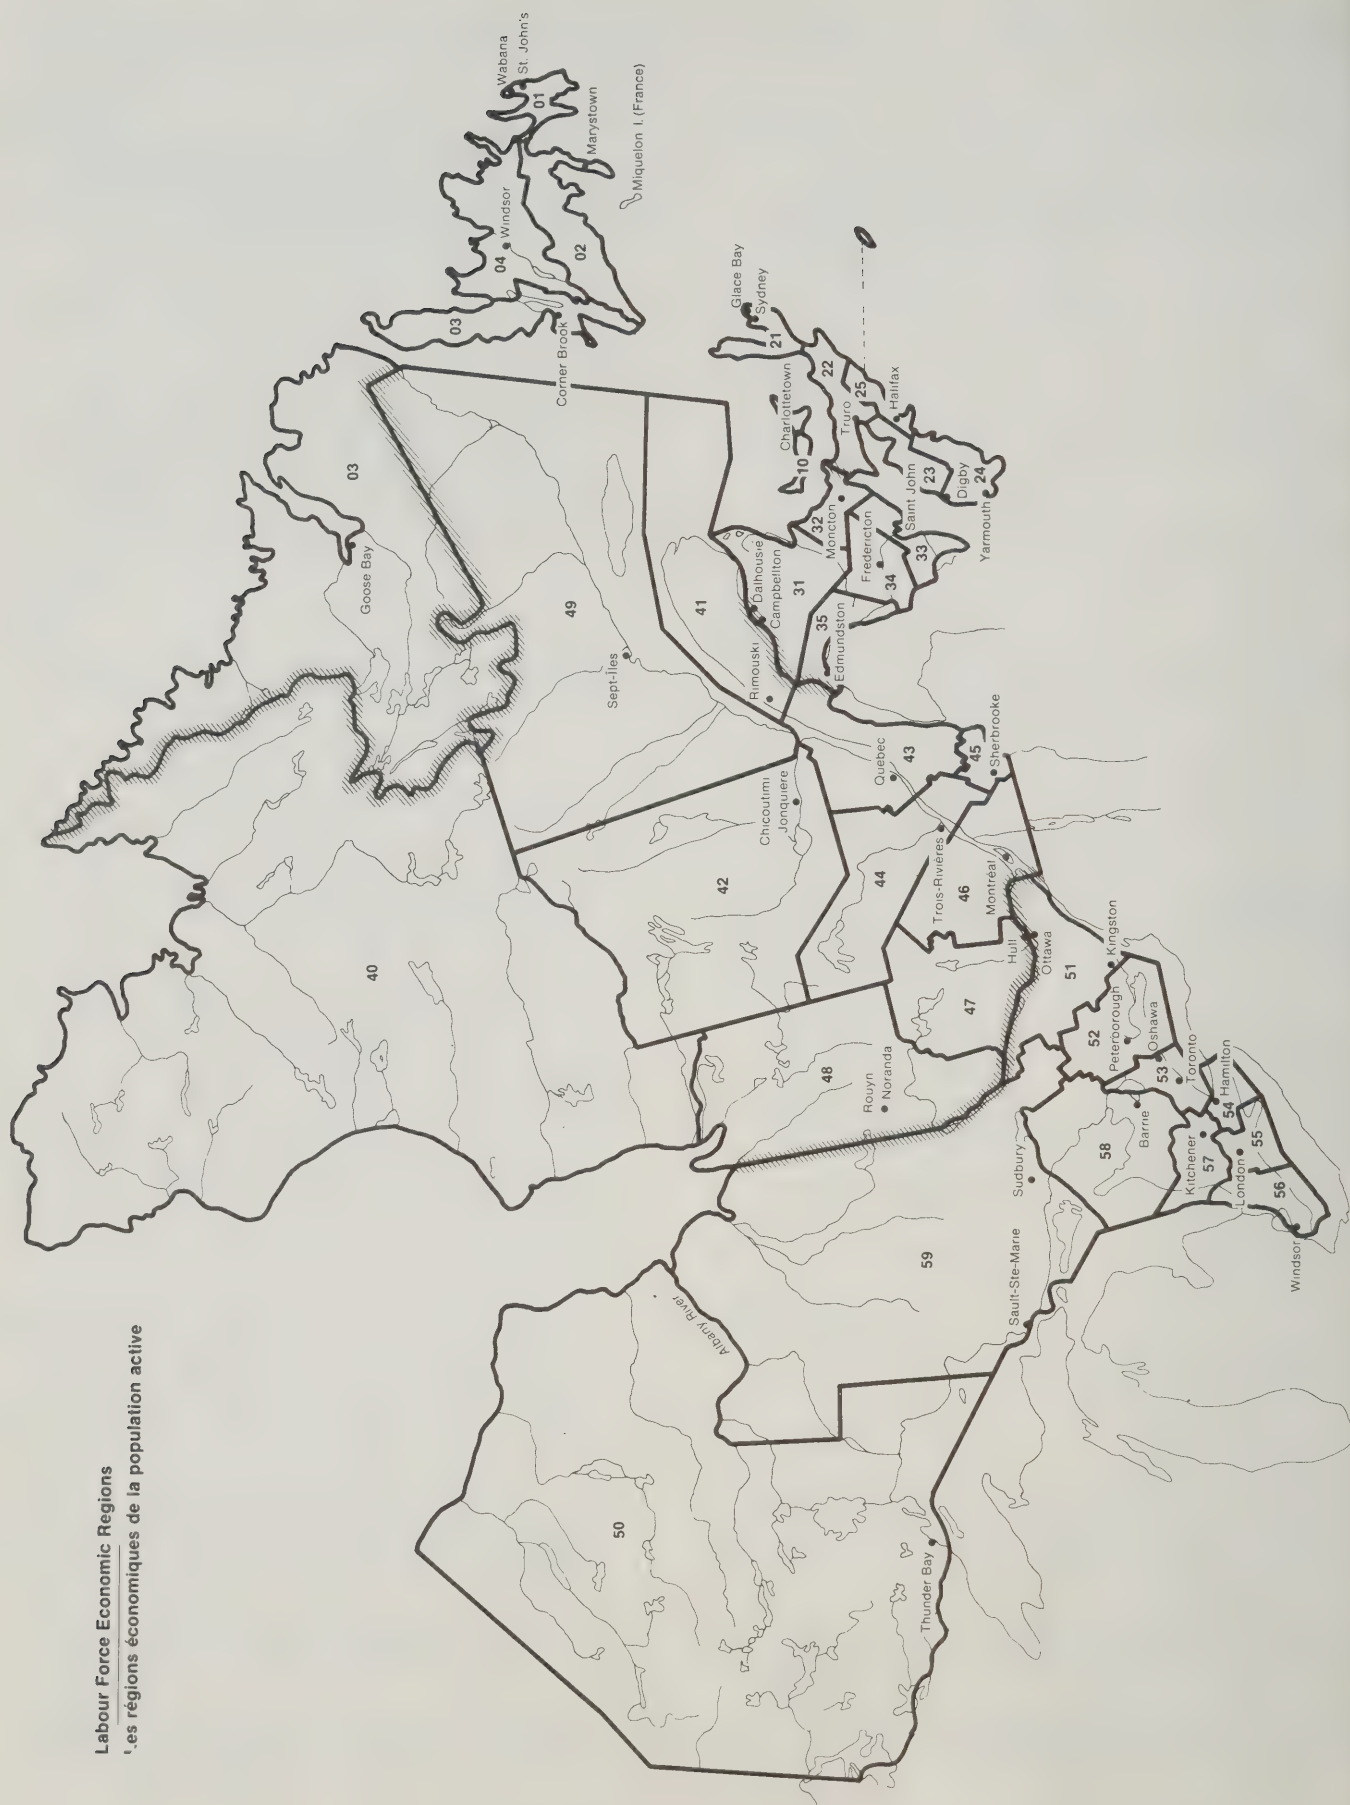 Labour Force Economic Regions
Les régions économiques de la population active
Wabana
St. John's
01
Marystown
Miquelon I. (France)
Windsor
04
02
03
Corner Brook
03
Goose Bay
Glace Bay
Sydney
21
22
25
Halifax
Truro
Charlottetown
10
23
Digby
24
Yarmouth
Saint John
32
Moncton
Fredericton
33
34
Dalhousie
Campbellton
31
35
Edmundston
41
Rimouski
49
Sept-Îles
40
42
Chicoutimi
Jonquiere
Quebec
43
45
Sherbrooke
44
Trois-Rivières
46
Montréal
Hull
Ottawa
47
48
Rouyn
Noranda
51
Kingston
52
Peterborough
Oshawa
53
Toronto
Hamilton
54
Barrie
58
Kitchener
57
London
55
56
Windsor
Sudbury
59
Sault-Ste-Marie
Albany River
50
Thunder Bay